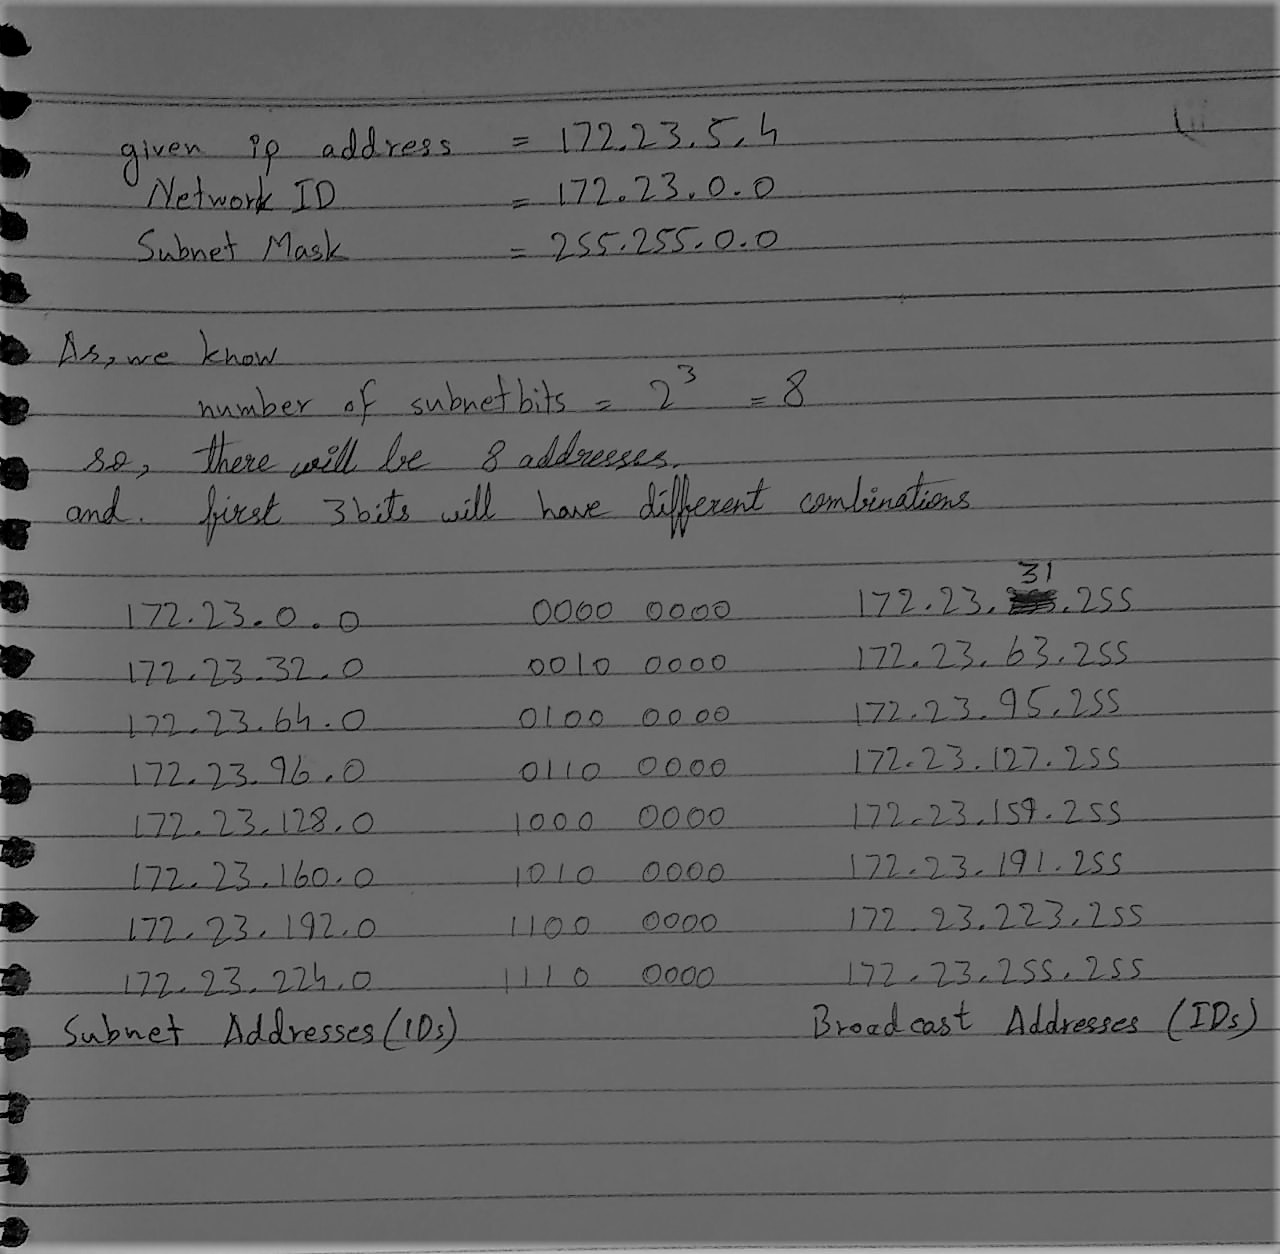 given ip address = 172.23.5.4
Network ID = 172.23.0.0
Subnet Mask = 255.255.0.0
As, we know
number of subnetbits = 2³ = 8
so, there will be 8 addresses.
and. first 3bits will have different combinations
31
172.23.0.0 0000 0000 172.23. .255
172.23.32.0 0010 0000 172.23.63.255
172.23.64.0 0100 0000 172.23.95.255
172.23.96.0 0110 0000 172.23.127.255
172.23.128.0 1000 0000 172.23.159.255
172.23.160.0 1010 0000 172.23.191.255
172.23.192.0 1100 0000 172.23.223.255
172.23.224.0 1110 0000 172.23.255.255
Subnet Addresses (IDs) Broadcast Addresses (IDs)